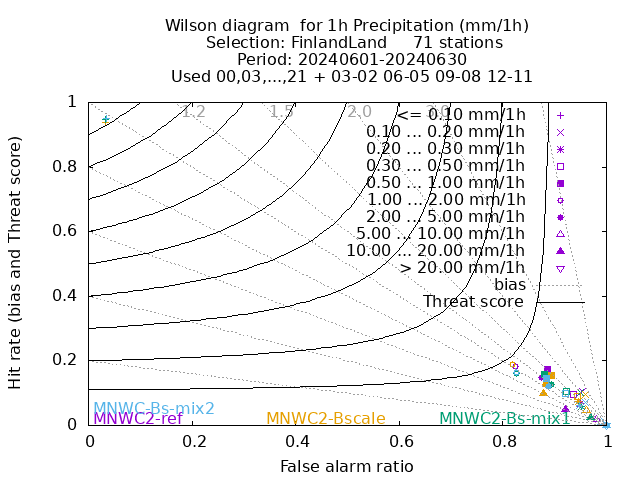 Wilson diagram  for 1h Precipitation (mm/1h)
Selection: FinlandLand     71 stations
Period: 20240601-20240630
Used 00,03,...,21 + 03-02 06-05 09-08 12-11
1.2 1.5 2.0 3.0
<= 0.10 mm/1h
0.10 ... 0.20 mm/1h
0.20 ... 0.30 mm/1h
0.30 ... 0.50 mm/1h
0.50 ... 1.00 mm/1h
1.00 ... 2.00 mm/1h
2.00 ... 5.00 mm/1h
5.00 ... 10.00 mm/1h
10.00 ... 20.00 mm/1h
> 20.00 mm/1h
bias
Threat score
1
0.8
0.6
0.4
0.2
0
Hit rate (bias and Threat score)
MNWC-Bs-mix2
MNWC2-ref MNWC2-Bscale MNWC2-Bs-mix1
0 0.2 0.4 0.6 0.8 1
False alarm ratio